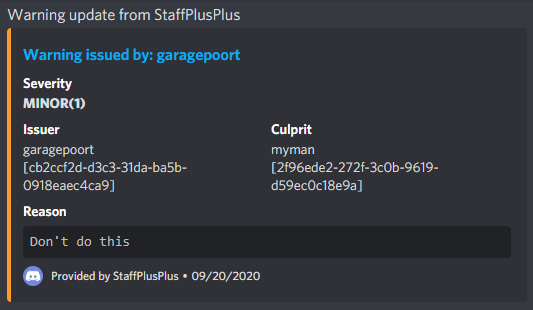 Warning update from StaffPlusPlus
Warning issued by: garagepoort
Severity
MINOR(1)
Issuer
garagepoort
[cb2ccf2d-d3c3-31da-ba5b-
0918eaec4ca9]
Culprit
myman
[2f96ede2-272f-3c0b-9619-
d59ec0c18e9a]
Reason
Don't do this
Provided by StaffPlusPlus • 09/20/2020